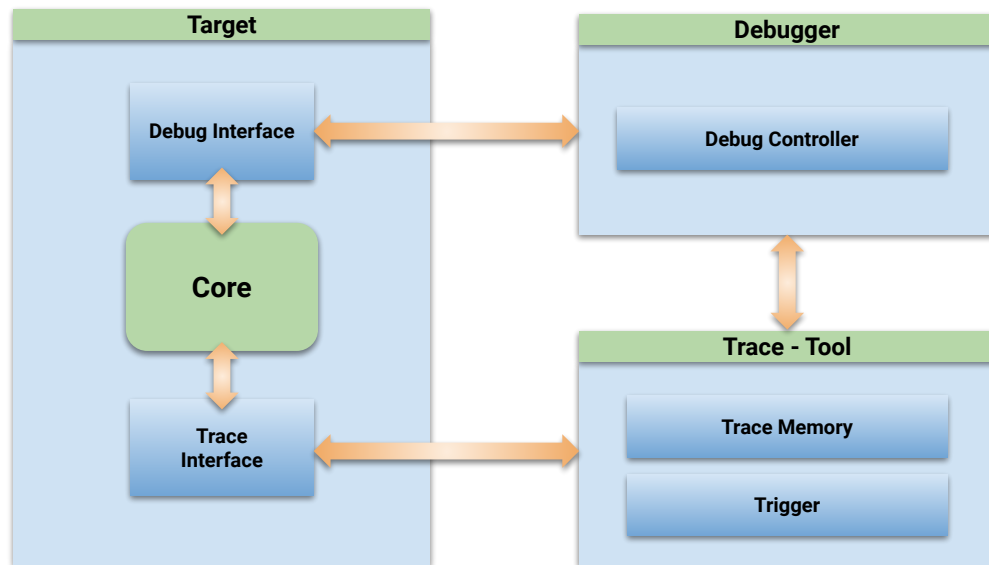 Target
Debug Interface
Core
Trace
Interface
Debugger
Debug Controller
Trace - Tool
Trace Memory
Trigger